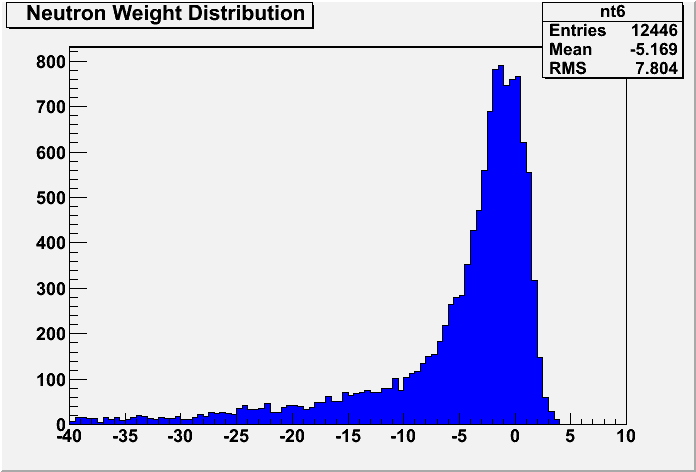 Neutron Weight Distribution
nt6
Entries 12446
Mean -5.169
RMS 7.804
800
700
600
500
400
300
200
100
0
-40 -35 -30 -25 -20 -15 -10 -5 0 5 10